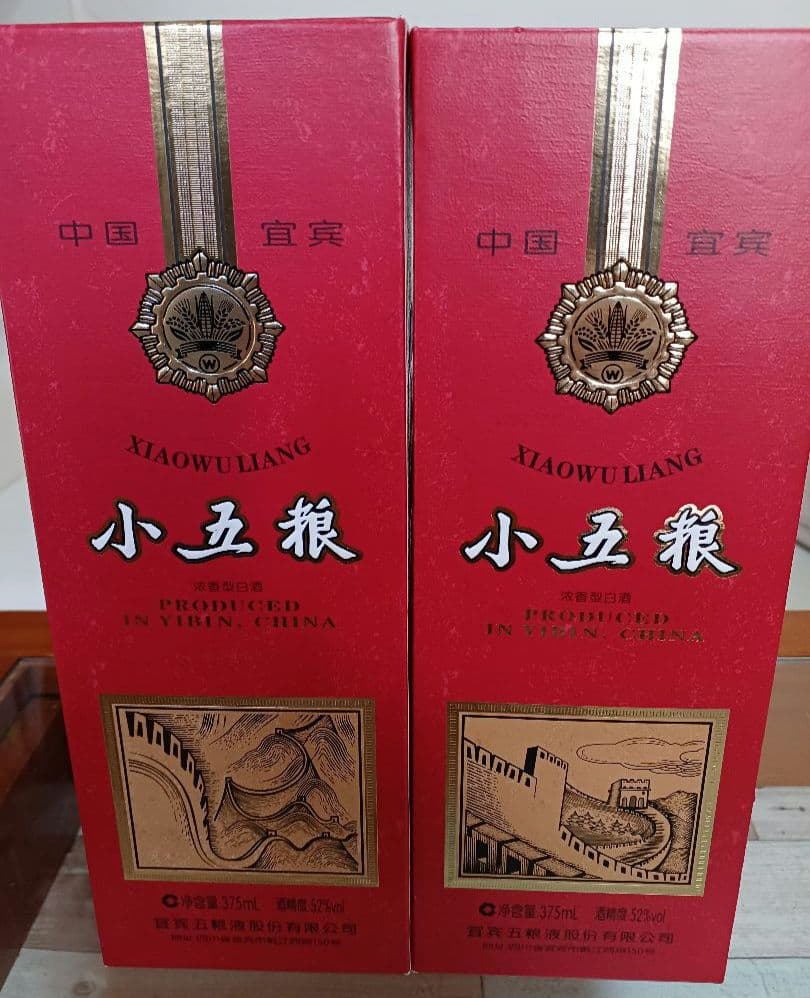 中国 宜宾
W
XIAOWULIANG
小五粮
浓香型白酒
PRODUCED
IN YIBIN, CHINA
净含量:375mL 酒精度:52%vol
宜宾五粮液股份有限公司
中国 宜宾
W
XIAOWULIANG
小五粮
浓香型白酒
PRODUCED
IN YIBIN, CHINA
净含量:375mL 酒精度:52%vol
宜宾五粮液股份有限公司